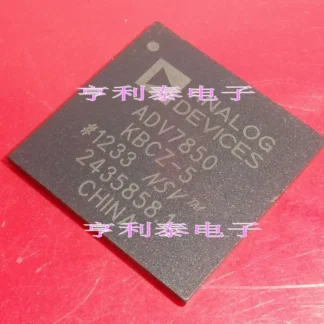 ANALOG
DEVICES
亨利泰电子
ADV7850
KBCZ-5
#1233 NSV™
2435858.1
CHINA
亨利泰电子